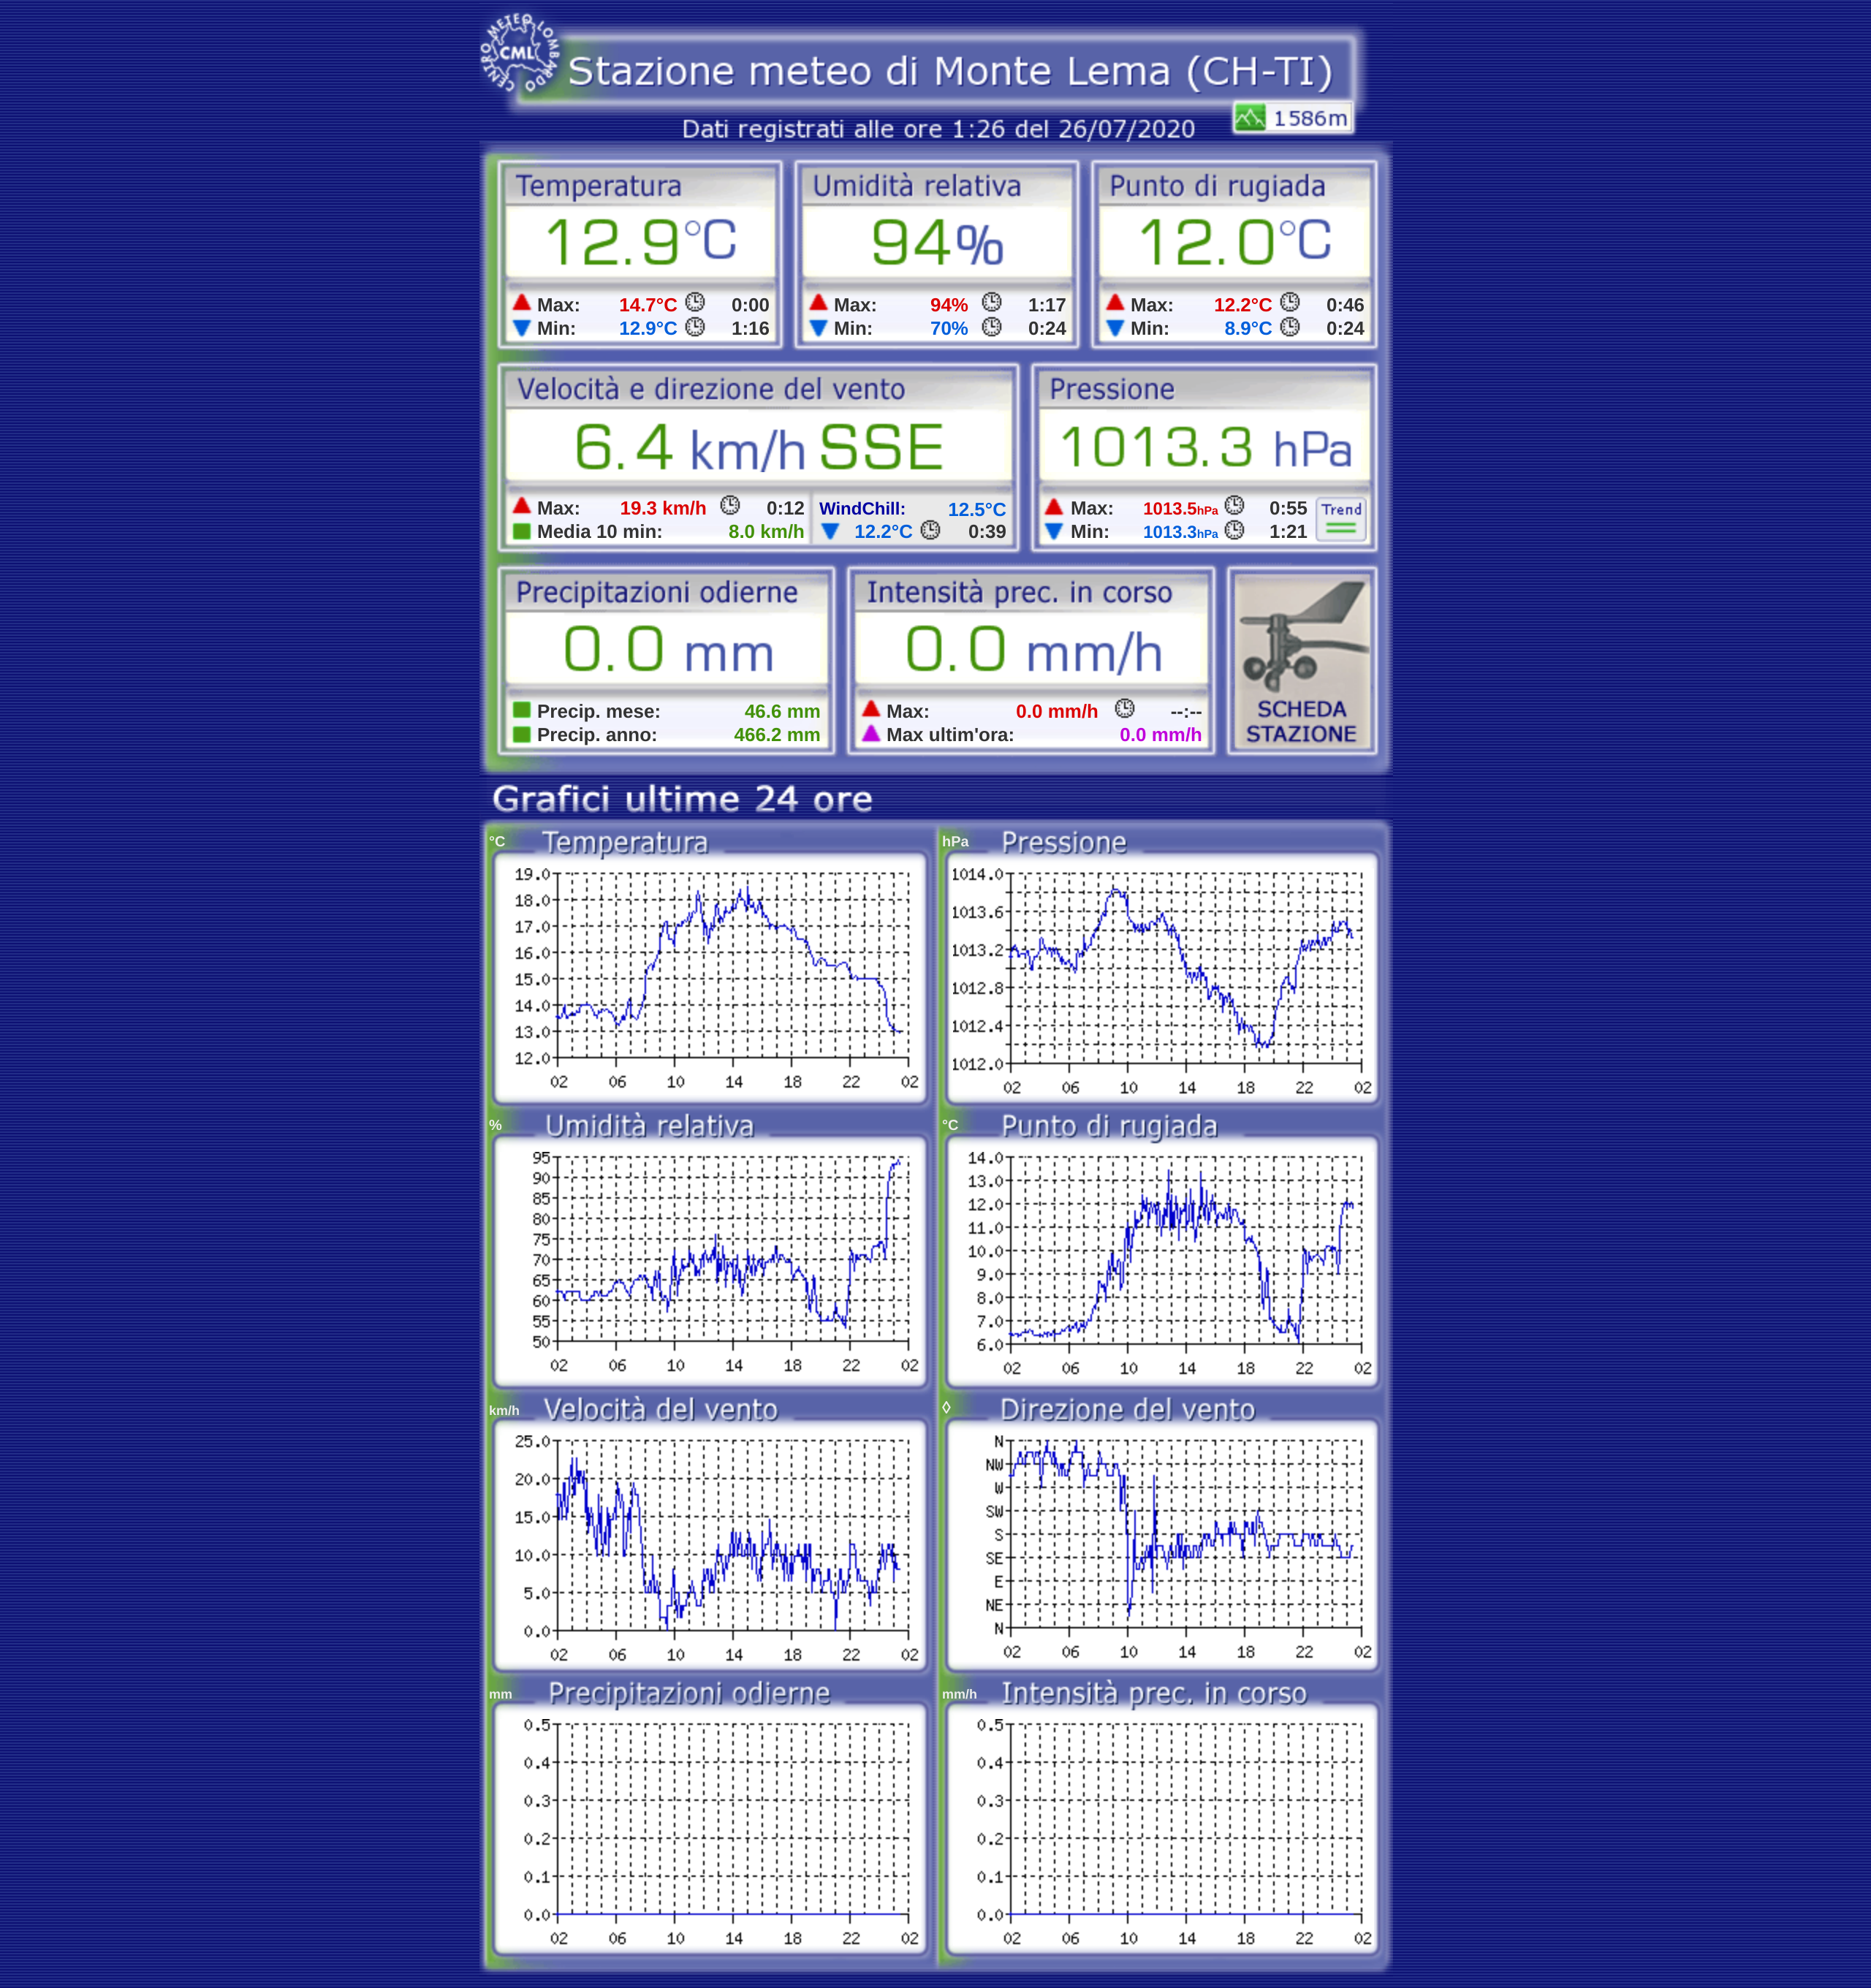 CENTRO METEO LOMBARDO
CML
Stazione meteo di Monte Lema (CH-TI)
1586m
Dati registrati alle ore 1:26 del 26/07/2020
Temperatura Umidità relativa Punto di rugiada
12.9°C 94% 12.0°C
Max: 14.7°C 0:00 Max: 94% 1:17 Max: 12.2°C 0:46
Min: 12.9°C 1:16 Min: 70% 0:24 Min: 8.9°C 0:24
Velocità e direzione del vento Pressione
6.4 km/h SSE 1013.3 hPa
Max: 19.3 km/h 0:12 WindChill: 12.5°C Max: 1013.5hPa 0:55 Trend
Media 10 min: 8.0 km/h 12.2°C 0:39 Min: 1013.3hPa 1:21
Precipitazioni odierne Intensità prec. in corso
0.0 mm 0.0 mm/h
Precip. mese: 46.6 mm Max: 0.0 mm/h --:-- SCHEDA
Precip. anno: 466.2 mm Max ultim'ora: 0.0 mm/h STAZIONE
Grafici ultime 24 ore
°C Temperatura
19.0
18.0
17.0
16.0
15.0
14.0
13.0
12.0
02 06 10 14 18 22 02
hPa Pressione
1014.0
1013.6
1013.2
1012.8
1012.4
1012.0
02 06 10 14 18 22 02
% Umidità relativa
95
90
85
80
75
70
65
60
55
50
02 06 10 14 18 22 02
°C Punto di rugiada
14.0
13.0
12.0
11.0
10.0
9.0
8.0
7.0
6.0
02 06 10 14 18 22 02
km/h Velocità del vento
25.0
20.0
15.0
10.0
5.0
0.0
02 06 10 14 18 22 02
◊ Direzione del vento
N
NW
W
SW
S
SE
E
NE
N
02 06 10 14 18 22 02
mm Precipitazioni odierne
0.5
0.4
0.3
0.2
0.1
0.0
02 06 10 14 18 22 02
mm/h Intensità prec. in corso
0.5
0.4
0.3
0.2
0.1
0.0
02 06 10 14 18 22 02